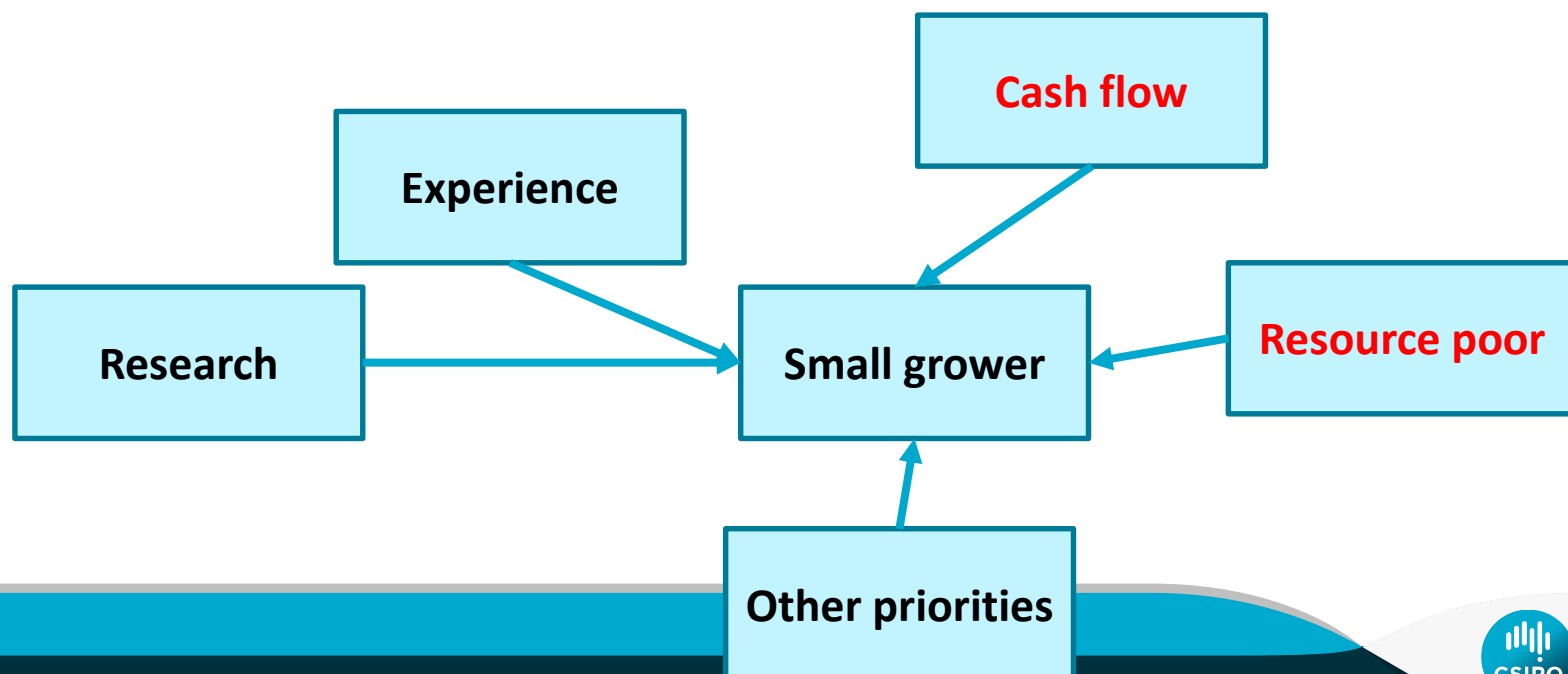 Cash flow
Experience
Research
Small grower
Resource poor
Other priorities
CSIRO